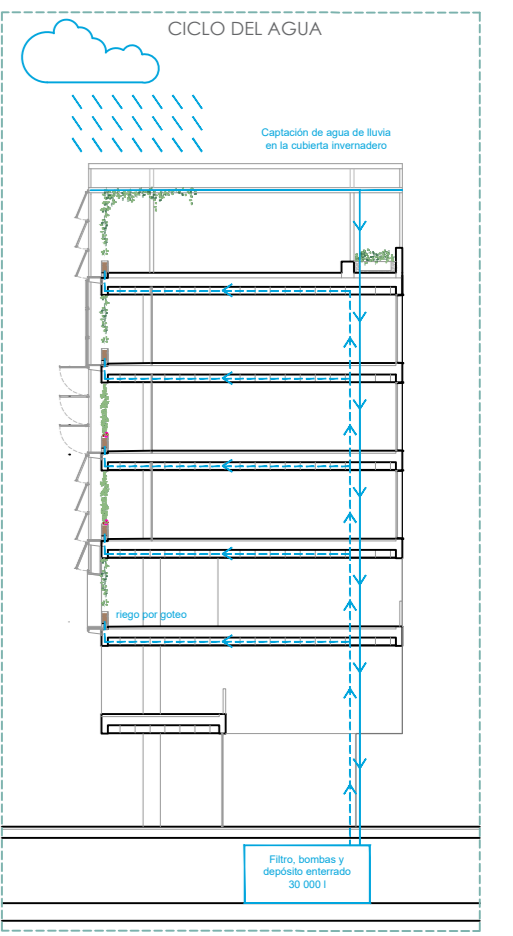 CICLO DEL AGUA
Captación de agua de lluvia
en la cubierta invernadero
riego por goteo
Filtro, bombas y
depósito enterrado
30 000 l